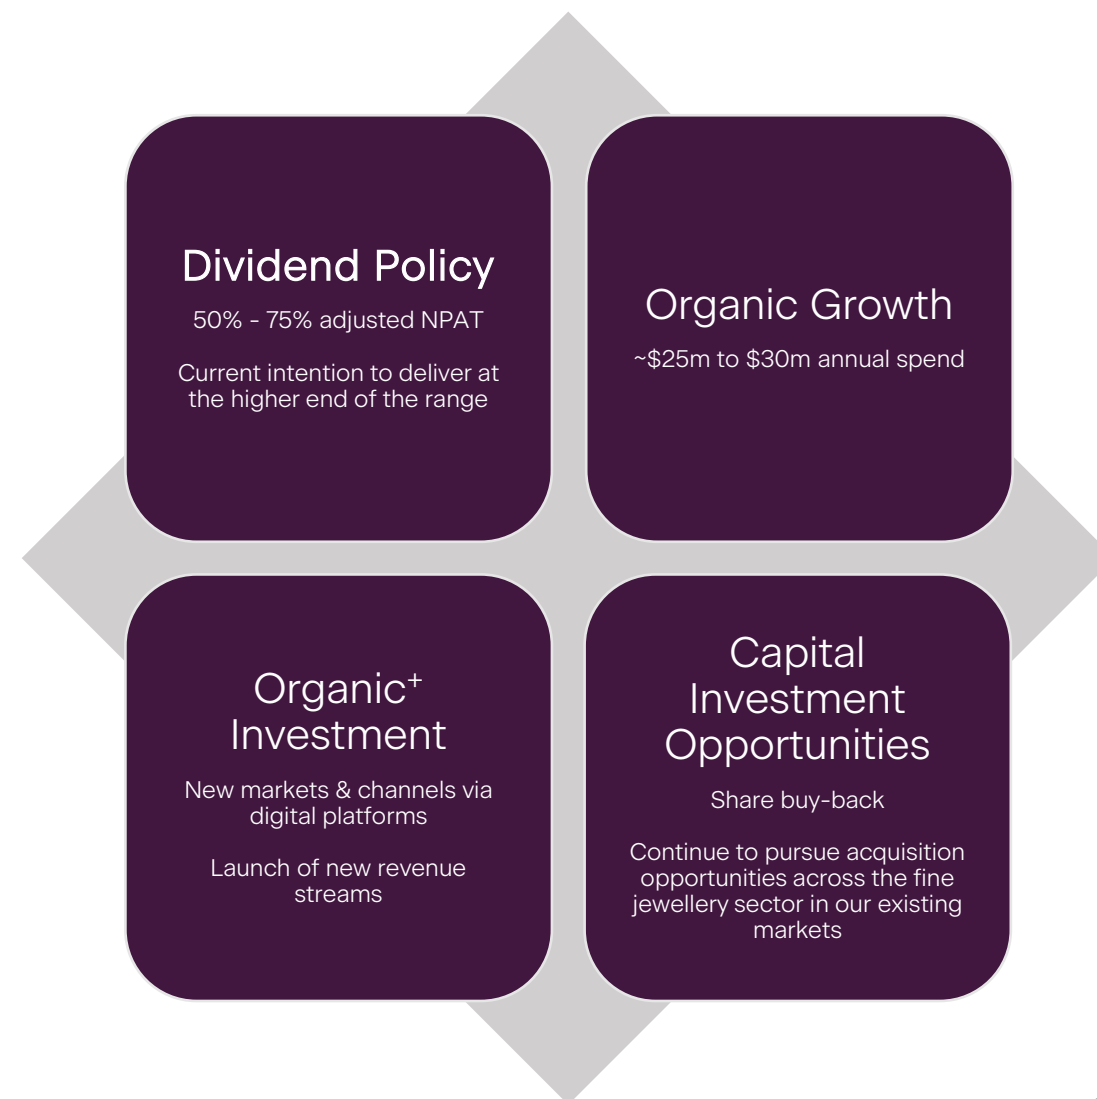 Dividend Policy
50% - 75% adjusted NPAT
Current intention to deliver at
the higher end of the range
Organic Growth
~$25m to $30m annual spend
Organic⁺
Investment
New markets & channels via
digital platforms
Launch of new revenue
streams
Capital
Investment
Opportunities
Share buy-back
Continue to pursue acquisition
opportunities across the fine
jewellery sector in our existing
markets